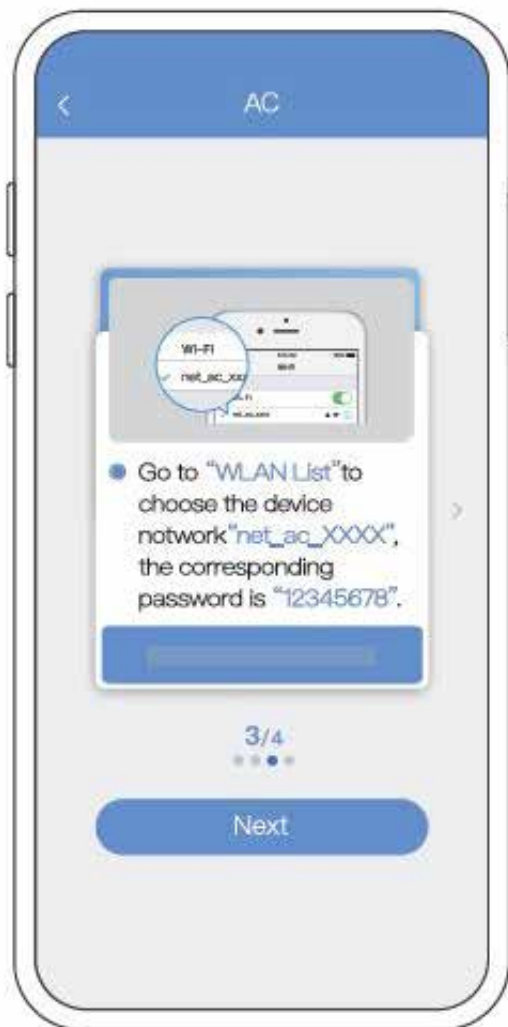 AC
Wi-Fi
net_ac_xx
Go to “WLAN List”to
choose the device
notwork“net_ac_XXXX”,
the corresponding
password is “12345678”.
3/4
Next